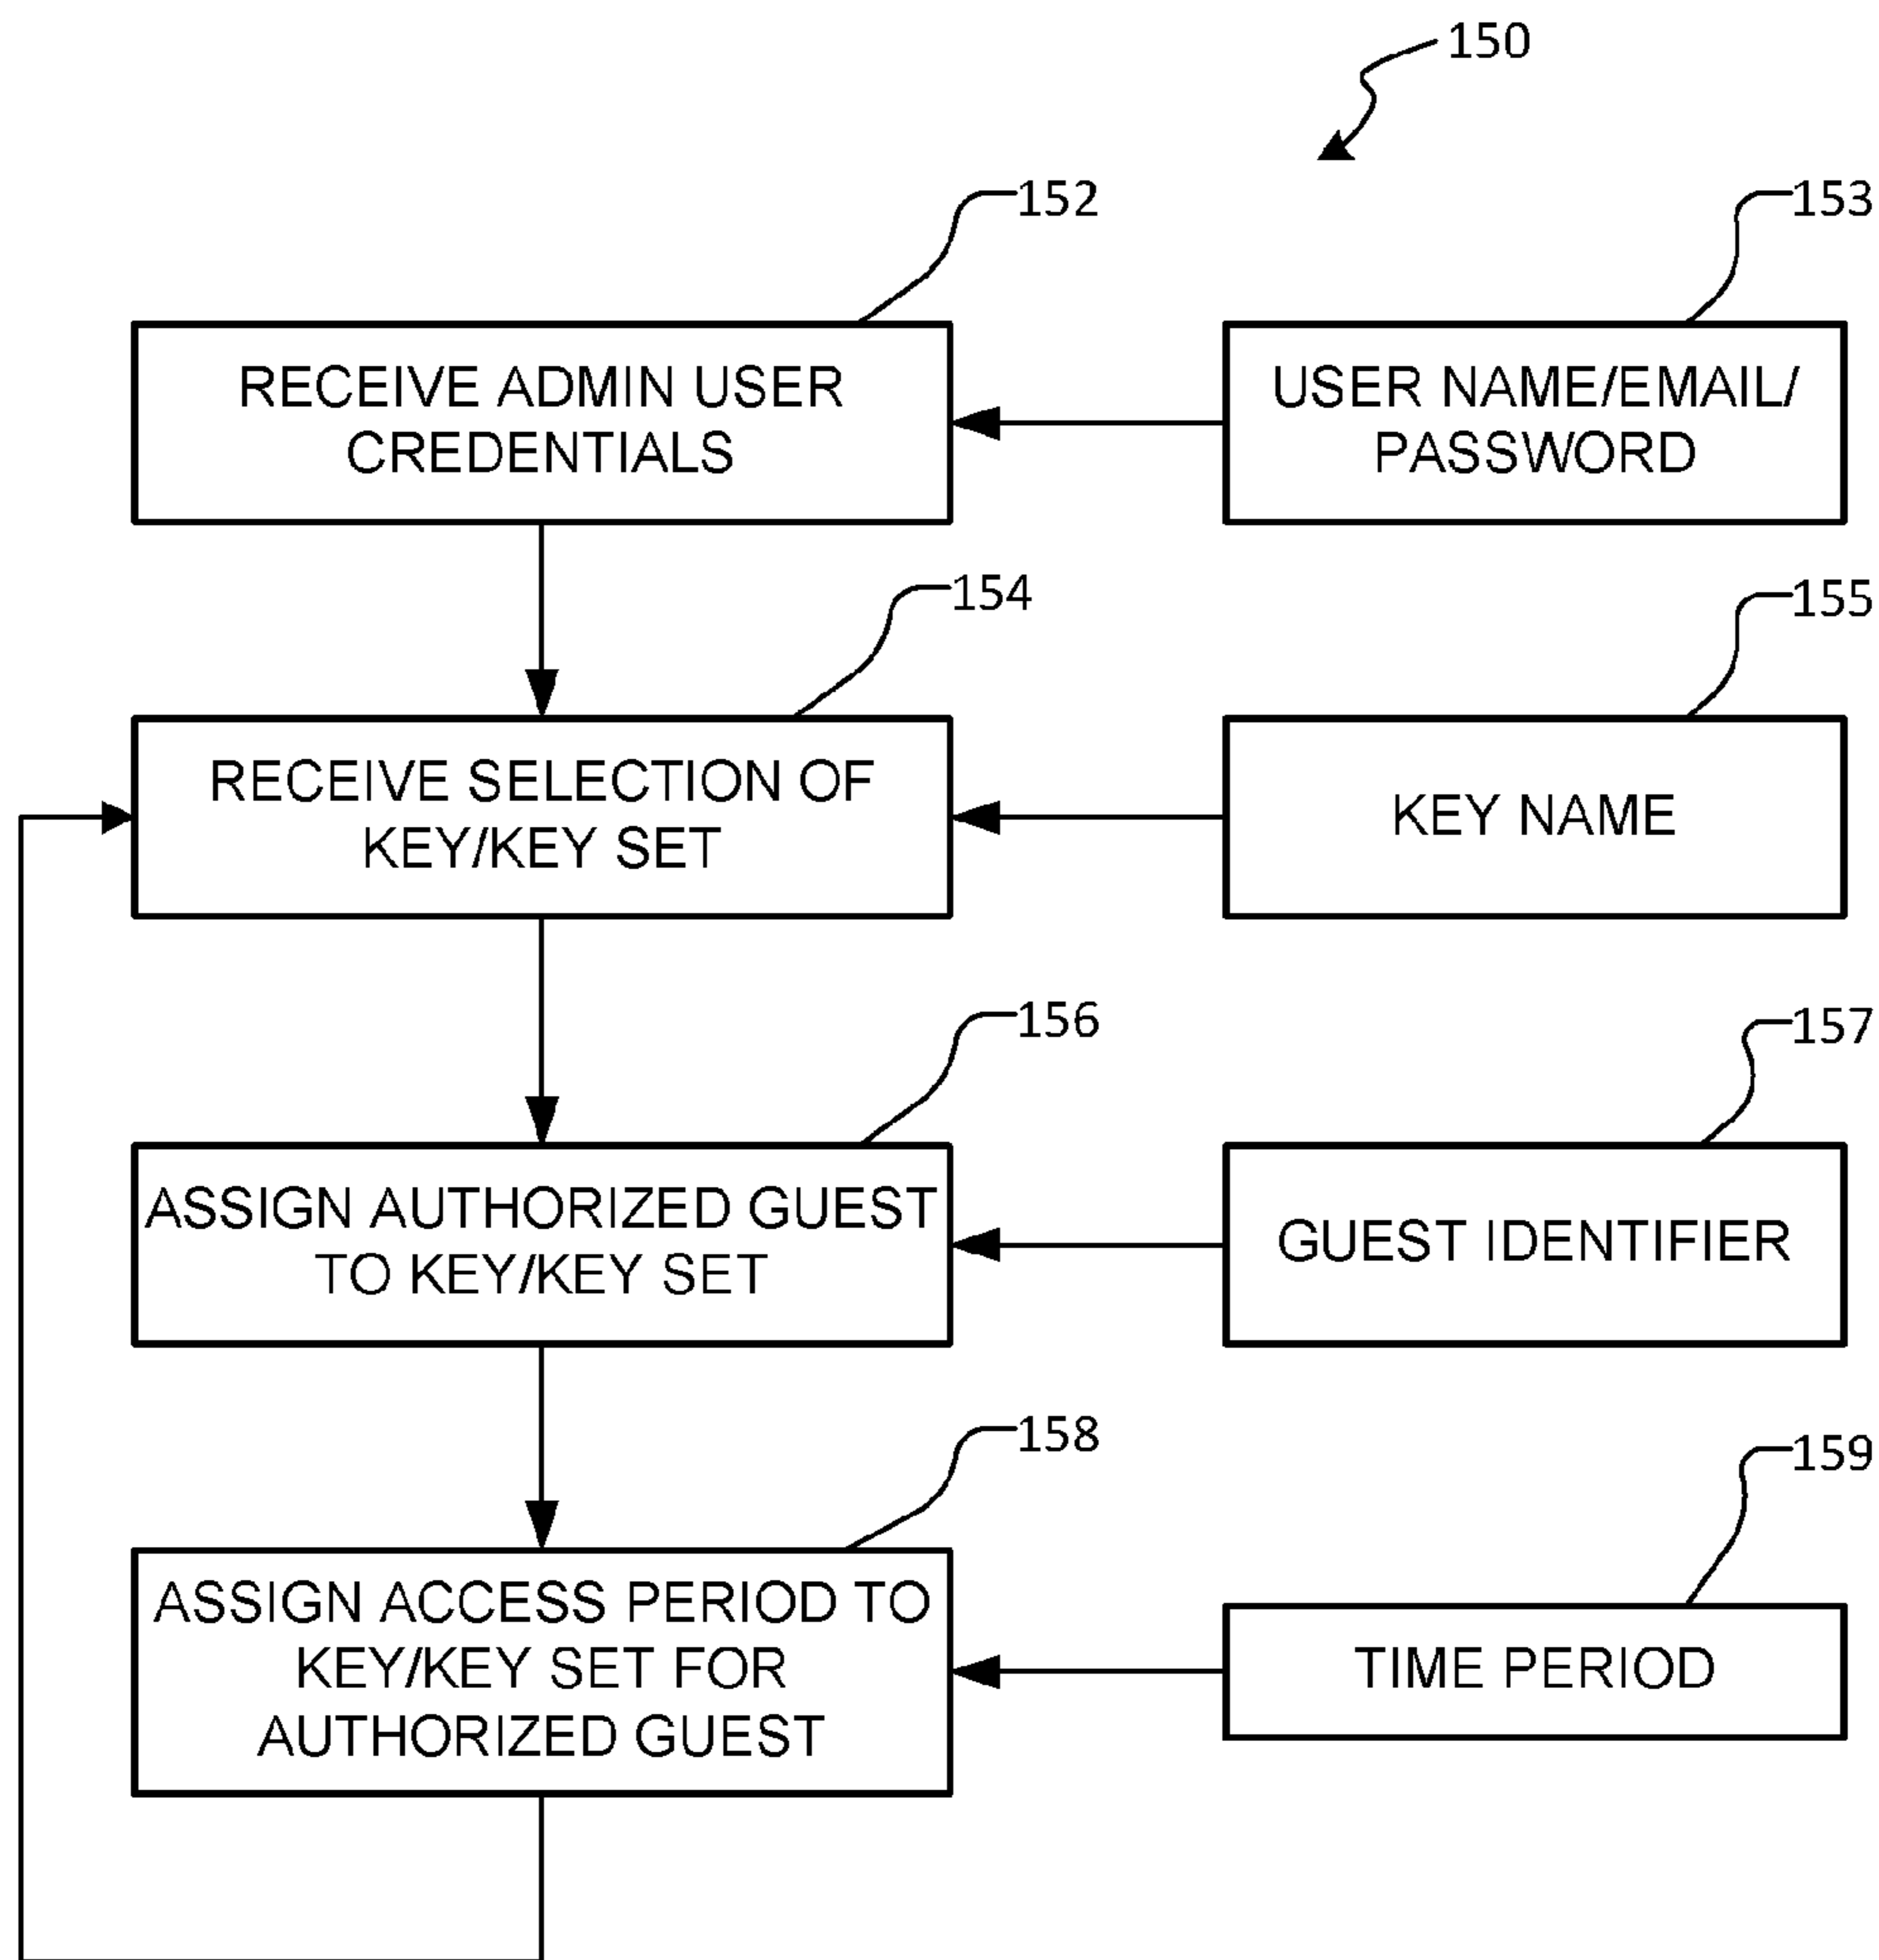 150
152
153
RECEIVE ADMIN USER
CREDENTIALS
USER NAME/EMAIL/
PASSWORD
154
155
RECEIVE SELECTION OF
KEY/KEY SET
KEY NAME
156
157
ASSIGN AUTHORIZED GUEST
TO KEY/KEY SET
GUEST IDENTIFIER
158
159
ASSIGN ACCESS PERIOD TO
KEY/KEY SET FOR
AUTHORIZED GUEST
TIME PERIOD